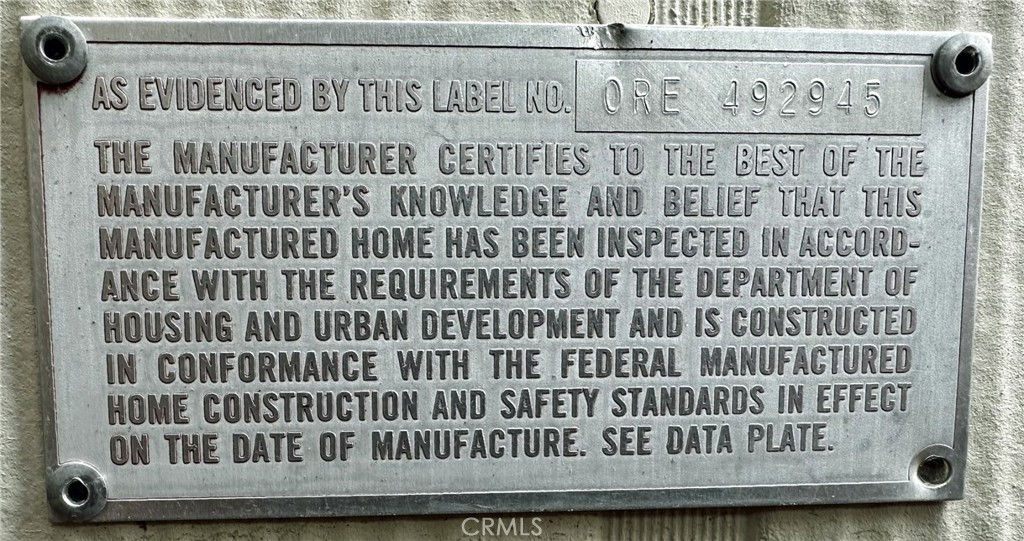 AS EVIDENCED BY THIS LABEL NO. ORE 492945
THE MANUFACTURER CERTIFIES TO THE BEST OF THE
MANUFACTURER'S KNOWLEDGE AND BELIEF THAT THIS
MANUFACTURED HOME HAS BEEN INSPECTED IN ACCORD-
ANCE WITH THE REQUIREMENTS OF THE DEPARTMENT OF
HOUSING AND URBAN DEVELOPMENT AND IS CONSTRUCTED
IN CONFORMANCE WITH THE FEDERAL MANUFACTURED
HOME CONSTRUCTION AND SAFETY STANDARDS IN EFFECT
ON THE DATE OF MANUFACTURE. SEE DATA PLATE.
CRMLS